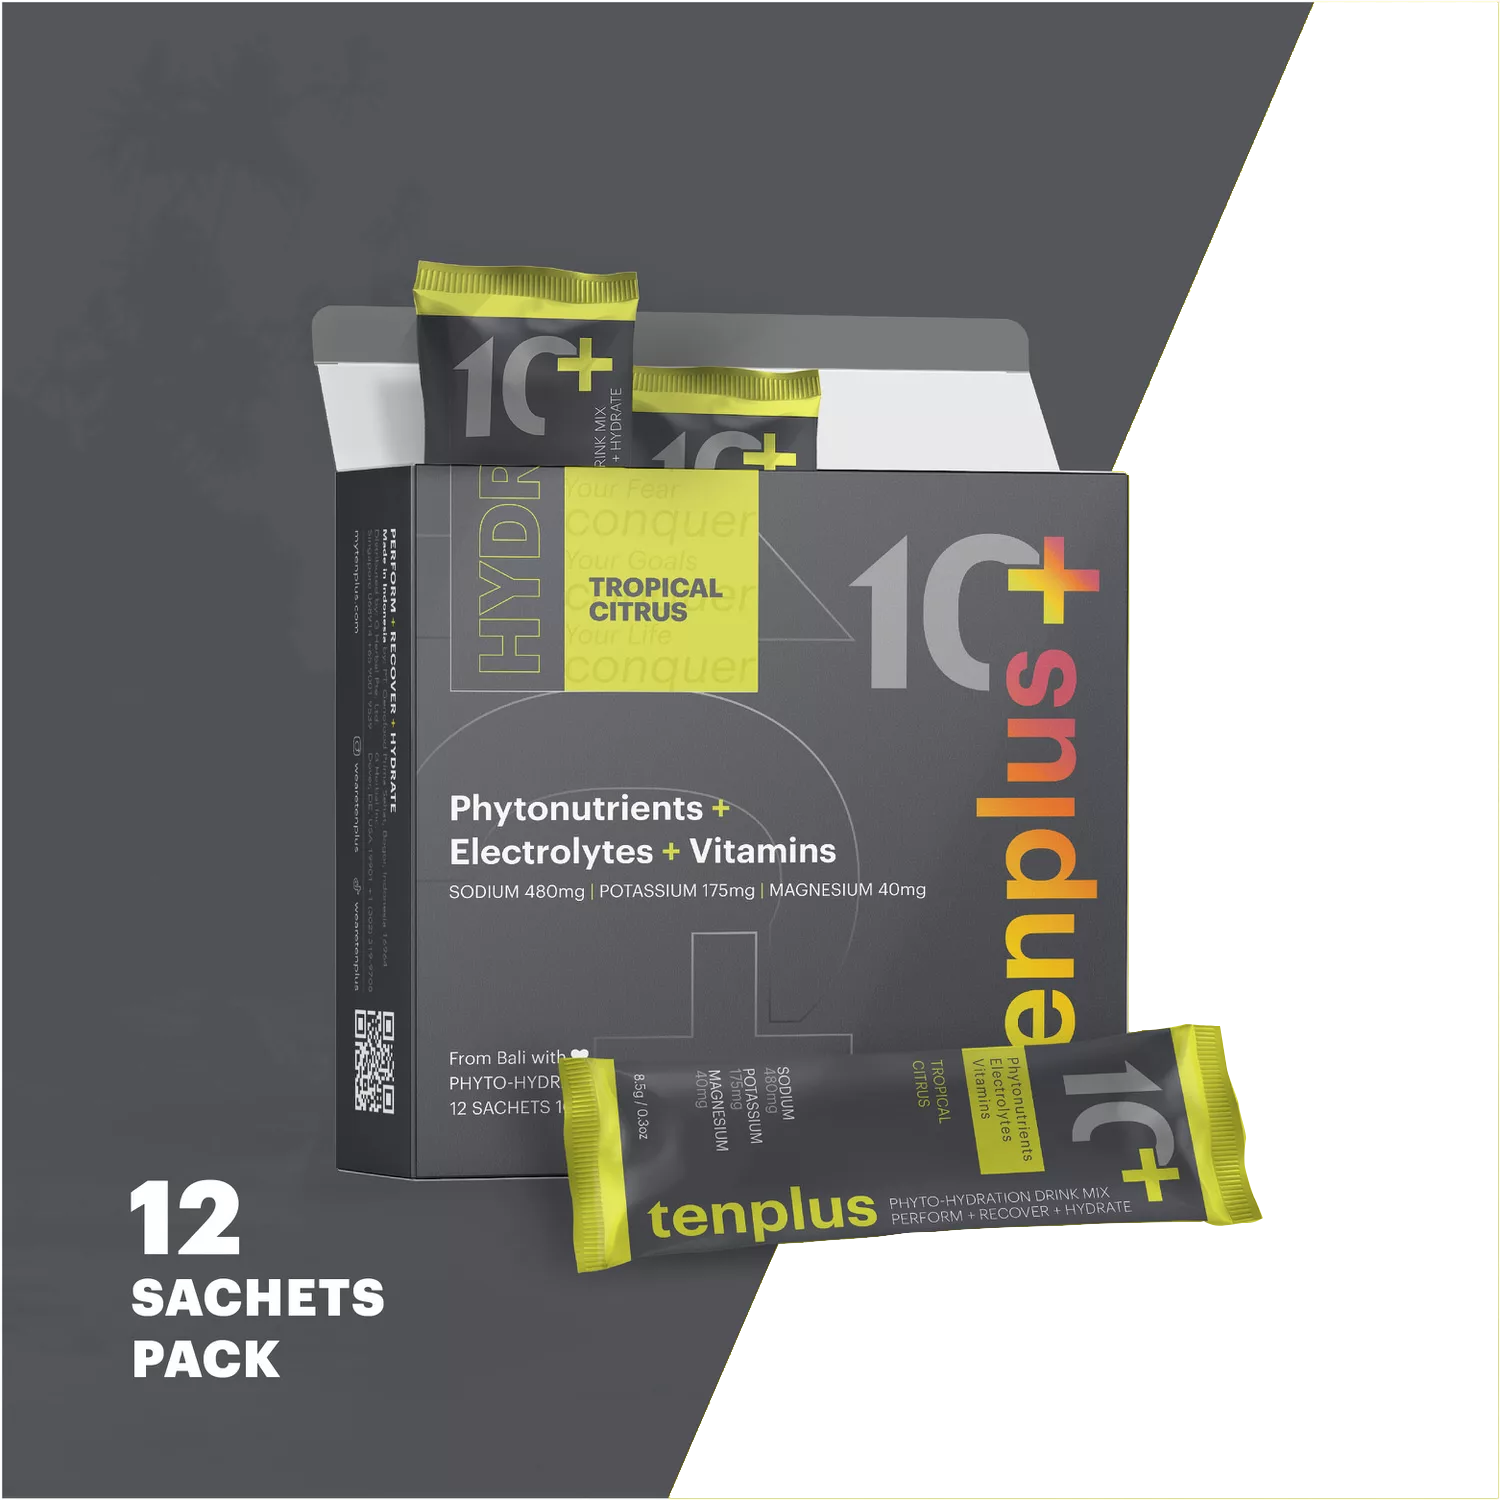 10+
RINK MIX
+ HYDRATE
10+
HYDR
Your Fear
conquer
Your Goals
conquer
Your Life
conquer
TROPICAL
CITRUS
10+
tenplus
Phytonutrients +
Electrolytes + Vitamins
SODIUM 480mg | POTASSIUM 175mg | MAGNESIUM 40mg
From Bali with
PHYTO-HYDR
12 SACHETS
PERFORM + RECOVER + HYDRATE
mytenplus.com
wearetenplus
wearetenplus
8.5g / 0.3oz
SODIUM
480mg
POTASSIUM
175mg
MAGNESIUM
40mg
TROPICAL
CITRUS
Phytonutrients
Electrolytes
Vitamins
10+
tenplus
PHYTO-HYDRATION DRINK MIX
PERFORM + RECOVER + HYDRATE
12
SACHETS
PACK